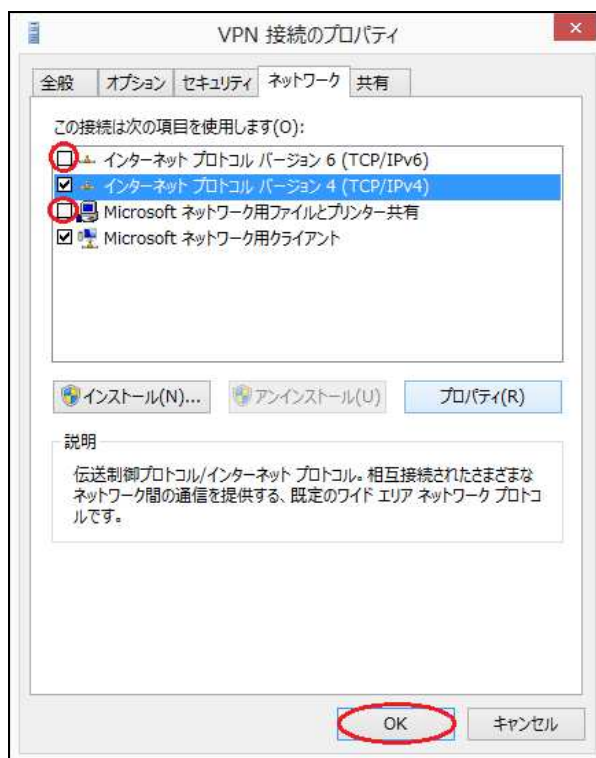 VPN 接続のプロパティ
全般 オプション セキュリティ ネットワーク 共有
この接続は次の項目を使用します(O):
インターネット プロトコル バージョン 6 (TCP/IPv6)
インターネット プロトコル バージョン 4 (TCP/IPv4)
Microsoft ネットワーク用ファイルとプリンター共有
Microsoft ネットワーク用クライアント
インストール(N)... アンインストール(U) プロパティ(R)
説明
伝送制御プロトコル/インターネット プロトコル。相互接続されたさまざまな
ネットワーク間の通信を提供する、既定のワイド エリア ネットワーク プロトコ
ルです。
OK キャンセル